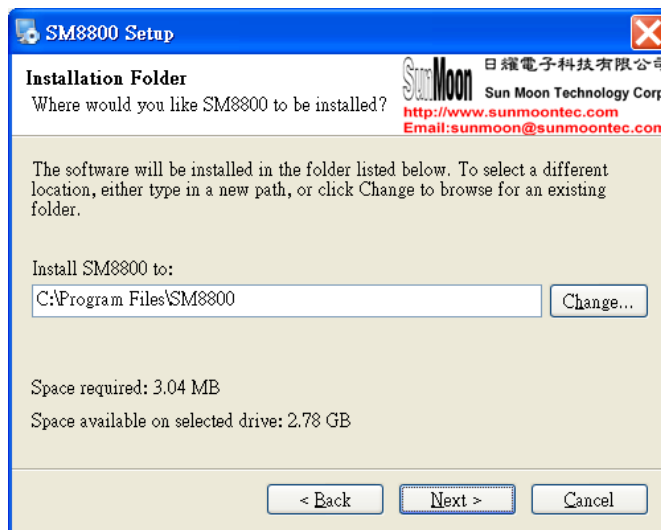 SM8800 Setup
Installation Folder
Where would you like SM8800 to be installed?
SunMoon
日耀電子科技有限公司
Sun Moon Technology Corp
http://www.sunmoontec.com
Email:sunmoon@sunmoontec.com
The software will be installed in the folder listed below. To select a different
location, either type in a new path, or click Change to browse for an existing
folder.
Install SM8800 to:
C:\Program Files\SM8800
Change...
Space required: 3.04 MB
Space available on selected drive: 2.78 GB
< Back
Next >
Cancel